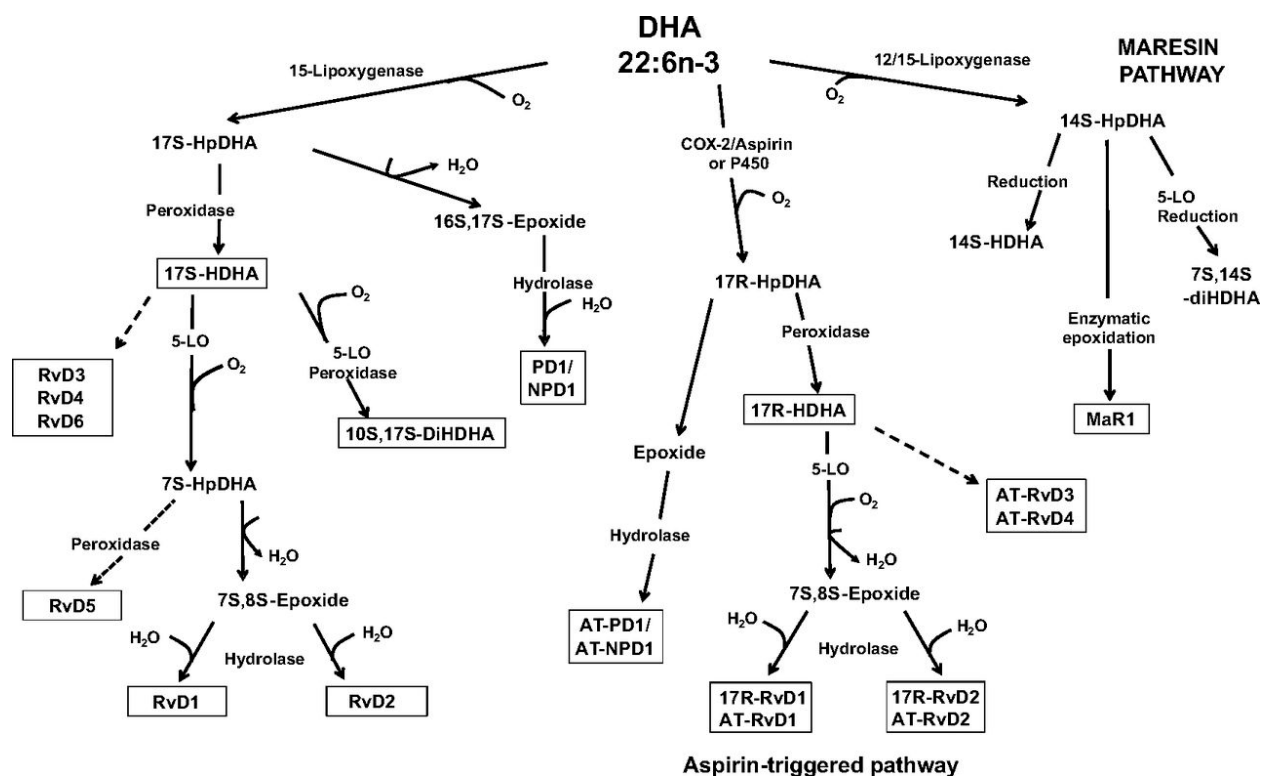 DHA
22:6n-3
MARESIN
PATHWAY
15-Lipoxygenase
O₂
12/15-Lipoxygenase
O₂
17S-HpDHA
H₂O
Peroxidase
16S,17S-Epoxide
Hydrolase
H₂O
PD1/
NPD1
17S-HDHA
RvD3
RvD4
RvD6
5-LO
O₂
O₂
5-LO
Peroxidase
10S,17S-DiHDHA
7S-HpDHA
Peroxidase
RvD5
H₂O
7S,8S-Epoxide
H₂O
Hydrolase
H₂O
RvD1
RvD2
COX-2/Aspirin
or P450
O₂
17R-HpDHA
Peroxidase
17R-HDHA
Epoxide
Hydrolase
AT-PD1/
AT-NPD1
5-LO
O₂
H₂O
AT-RvD3
AT-RvD4
7S,8S-Epoxide
H₂O
Hydrolase
H₂O
17R-RvD1
AT-RvD1
17R-RvD2
AT-RvD2
Aspirin-triggered pathway
14S-HpDHA
Reduction
14S-HDHA
5-LO
Reduction
7S,14S
-diHDHA
Enzymatic
epoxidation
MaR1